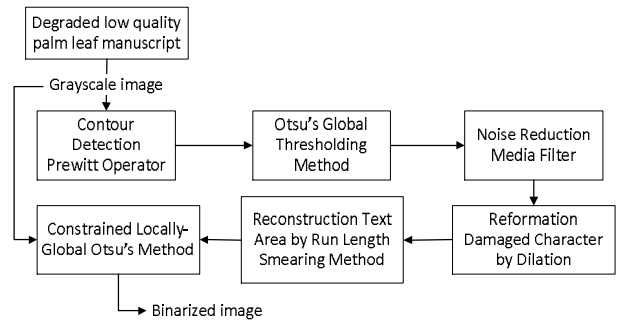 Degraded low quality
palm leaf manuscript
Grayscale image
Contour
Detection
Prewitt Operator
Otsu's Global
Thresholding
Method
Noise Reduction
Media Filter
Reformation
Damaged Character
by Dilation
Reconstruction Text
Area by Run Length
Smearing Method
Constrained Locally-
Global Otsu's Method
Binarized image